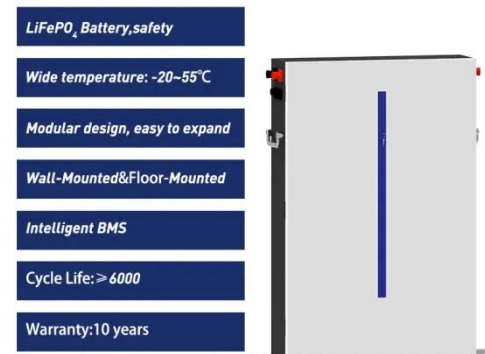 LiFePO₄ Battery,safety
Wide temperature: -20~55℃
Modular design, easy to expand
Wall-Mounted&Floor-Mounted
Intelligent BMS
Cycle Life:≥6000
Warranty:10 years